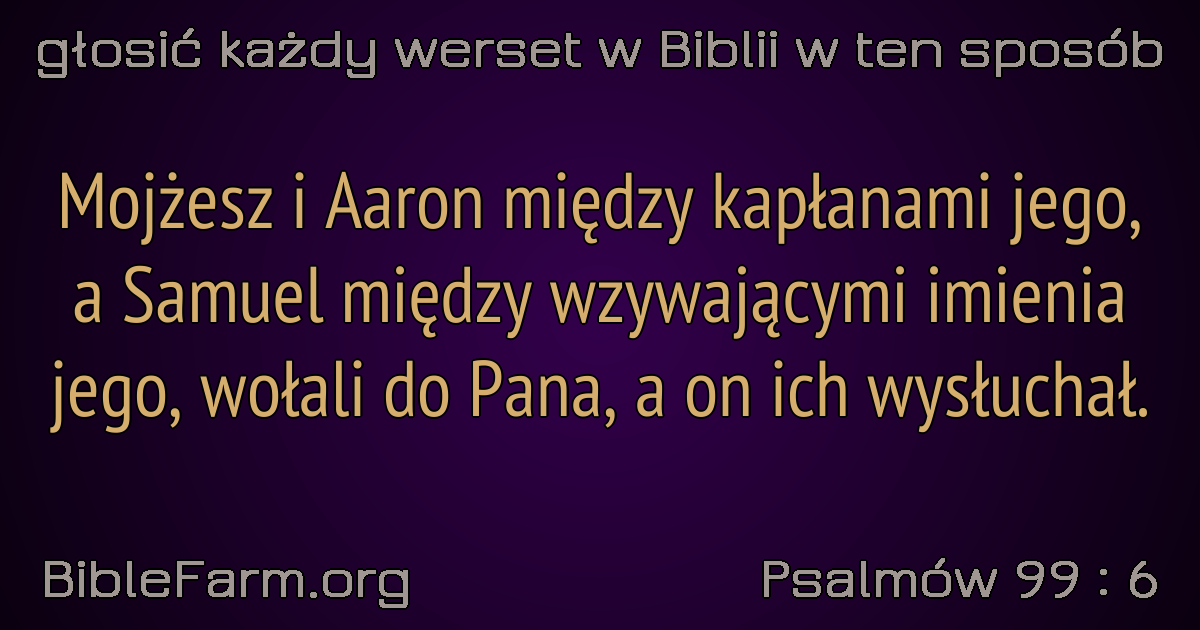 głosić każdy werset w Biblii w ten sposób
Mojżesz i Aaron między kapłanami jego,
a Samuel między wzywającymi imienia
jego, wołali do Pana, a on ich wysłuchał.
BibleFarm.org
Psalmów 99 : 6